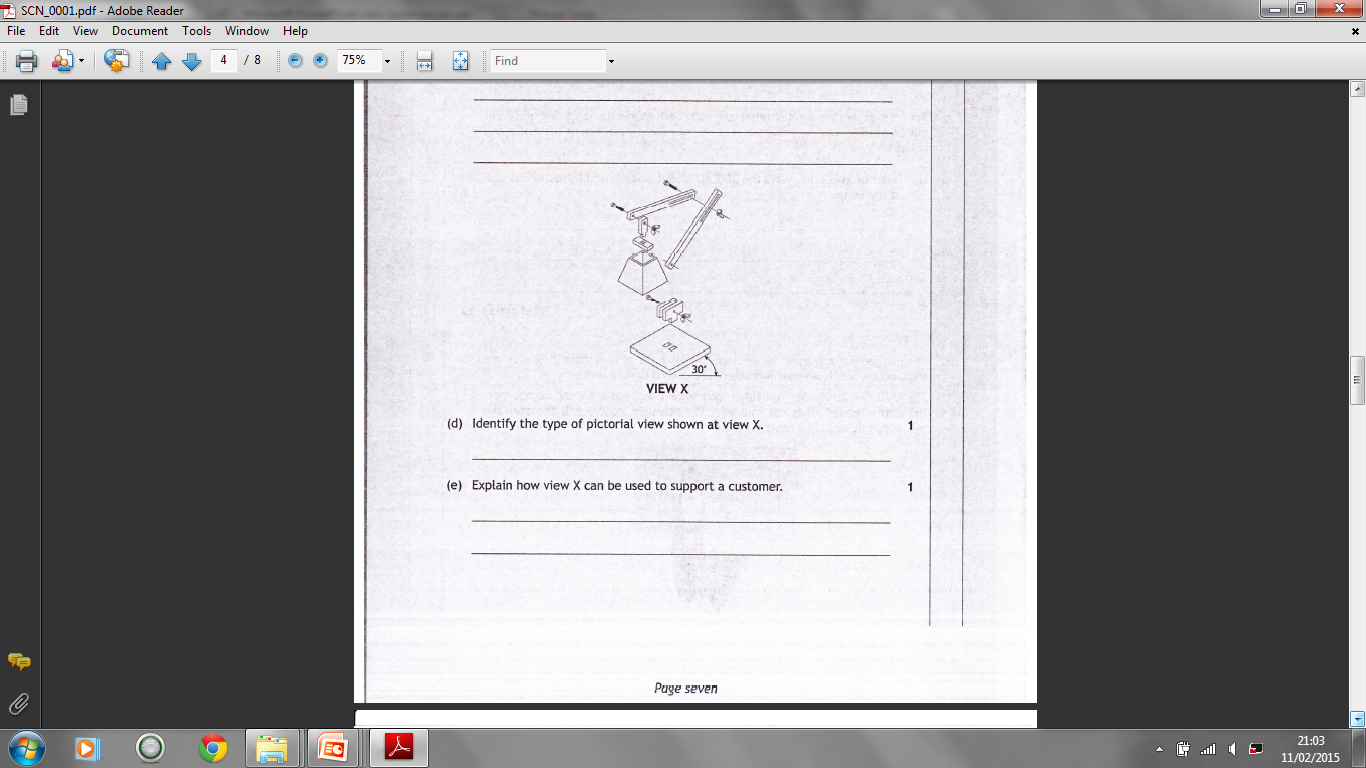 SCN_0001.pdf - Adobe Reader
File Edit View Document Tools Window Help
4 / 8 75% Find
30°
VIEW X
(d) Identify the type of pictorial view shown at view X. 1
(e) Explain how view X can be used to support a customer. 1
Page seven
21:03
11/02/2015